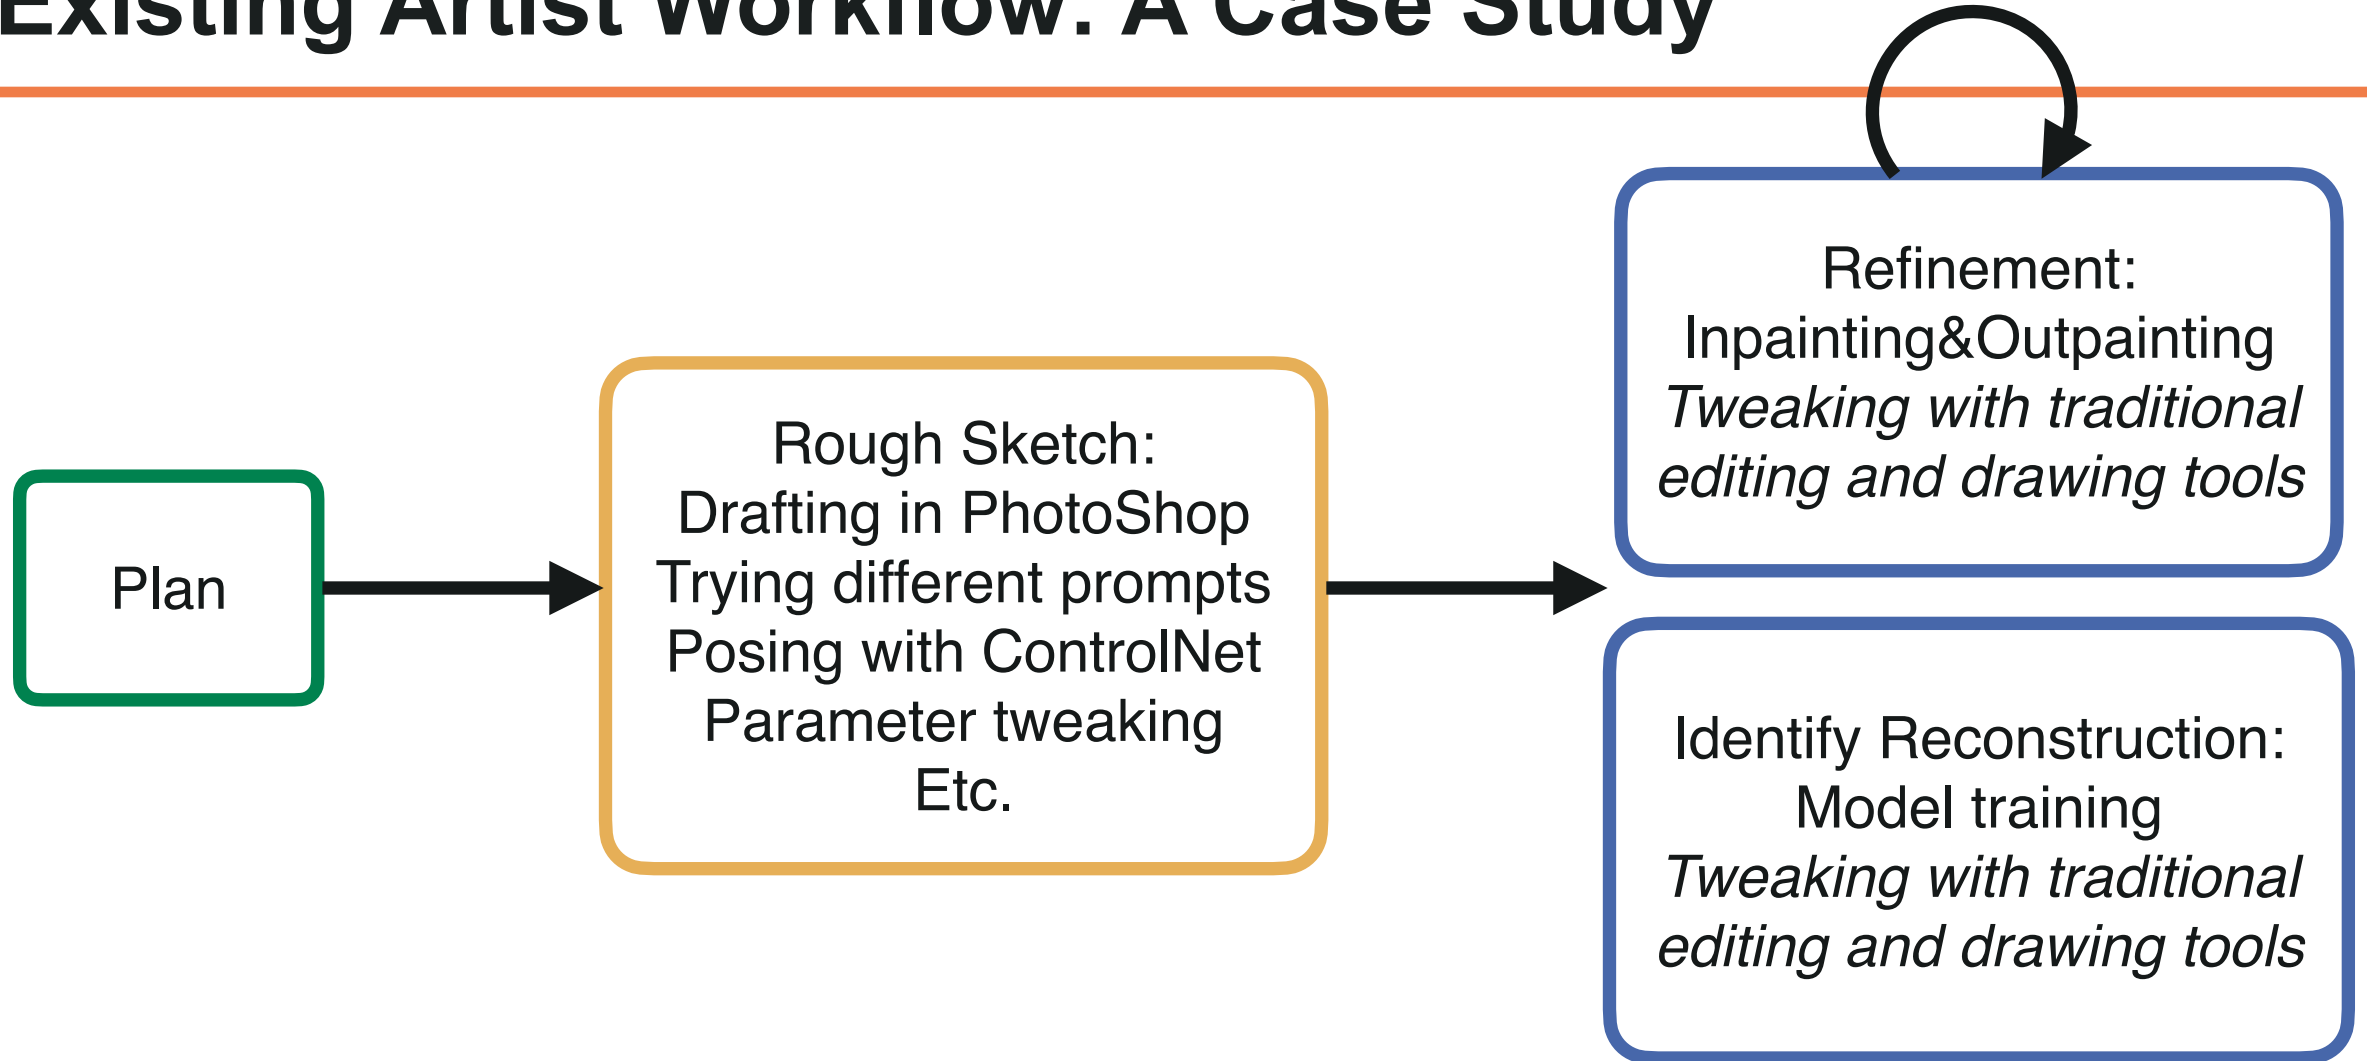 Existing Artist Workflow: A Case Study
Plan
Rough Sketch:
Drafting in PhotoShop
Trying different prompts
Posing with ControlNet
Parameter tweaking
Etc.
Refinement:
Inpainting&Outpainting
Tweaking with traditional
editing and drawing tools
Identify Reconstruction:
Model training
Tweaking with traditional
editing and drawing tools